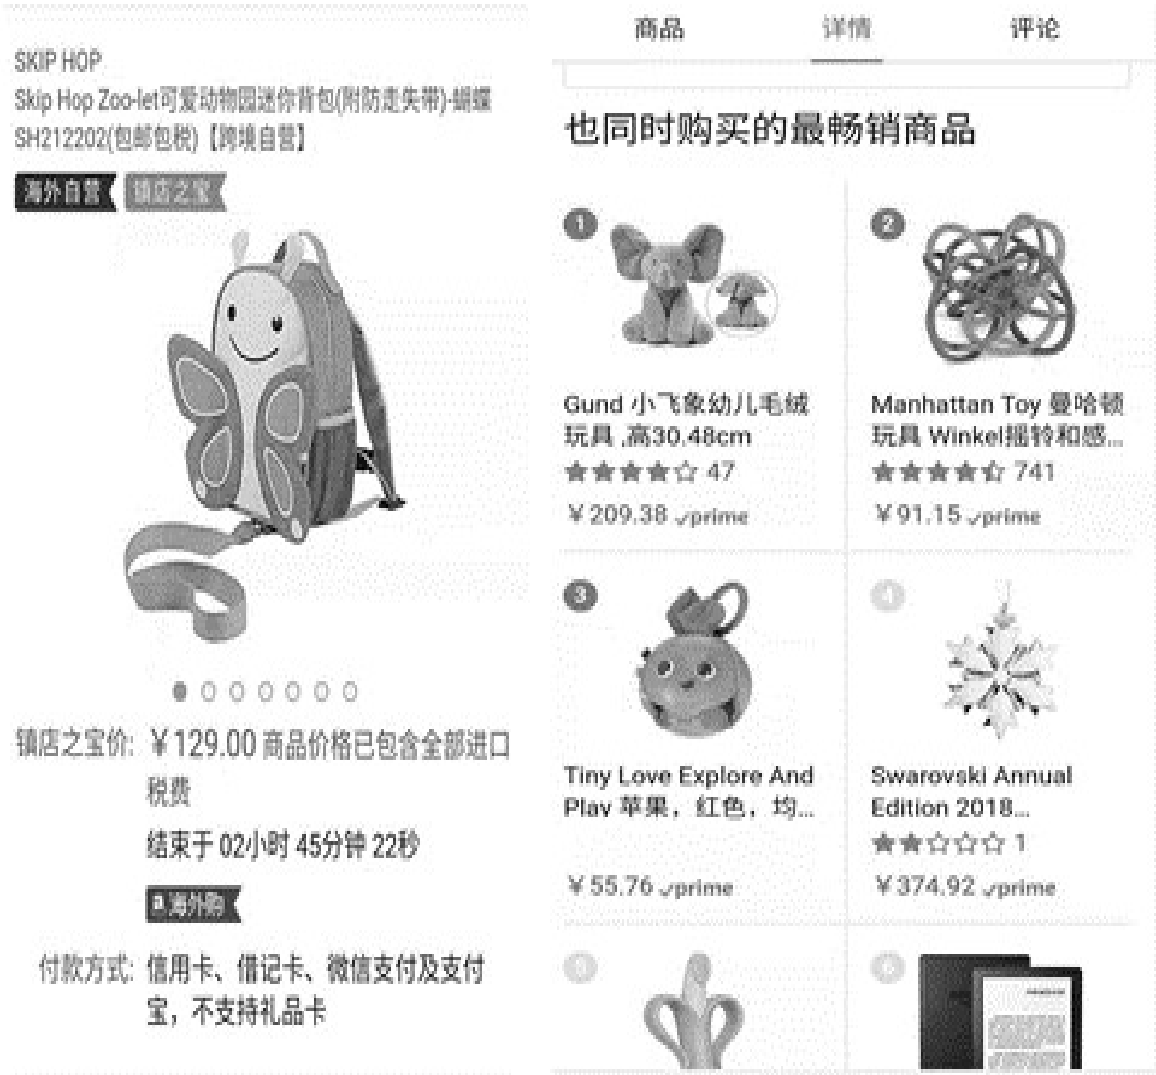 SKIP HOP
Skip Hop Zoo-let可爱动物园迷你背包(附防走失带)-蝴蝶
SH212202(包邮包税)【跨境自营】
海外自营 镇店之宝
镇店之宝价: ￥129.00 商品价格已包含全部进口
税费
结束于 02小时 45分钟 22秒
海外购
付款方式: 信用卡、借记卡、微信支付及支付
宝，不支持礼品卡
商品 详情 评论
也同时购买的最畅销商品
1
Gund 小飞象幼儿毛绒
玩具 ,高30.48cm
47
￥209.38 prime
2
Manhattan Toy 曼哈顿
玩具 Winkel摇铃和感...
741
￥91.15 prime
3
Tiny Love Explore And
Play 苹果，红色，均...
￥55.76 prime
4
Swarovski Annual
Edition 2018...
1
￥374.92 prime
5
6